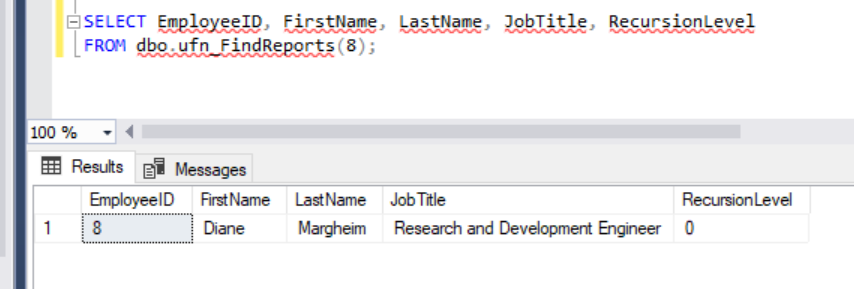 SELECT EmployeeID, FirstName, LastName, JobTitle, RecursionLevel
FROM dbo.ufn_FindReports(8);
100 %
Results Messages
EmployeeID FirstName LastName JobTitle RecursionLevel
1 8 Diane Margheim Research and Development Engineer 0